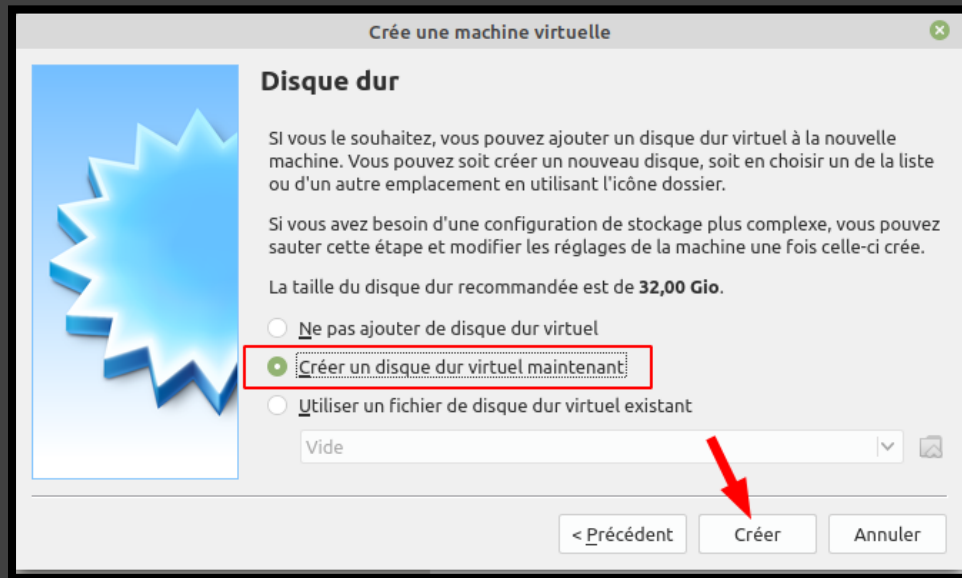 Crée une machine virtuelle
Disque dur
SI vous le souhaitez, vous pouvez ajouter un disque dur virtuel à la nouvelle
machine. Vous pouvez soit créer un nouveau disque, soit en choisir un de la liste
ou d'un autre emplacement en utilisant l'icône dossier.
Si vous avez besoin d'une configuration de stockage plus complexe, vous pouvez
sauter cette étape et modifier les réglages de la machine une fois celle-ci crée.
La taille du disque dur recommandée est de 32,00 Gio.
Ne pas ajouter de disque dur virtuel
Créer un disque dur virtuel maintenant
Utiliser un fichier de disque dur virtuel existant
Vide
< Précédent
Créer
Annuler